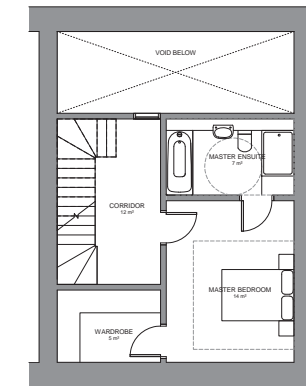 VOID BELOW
MASTER ENSUITE
7 m²
CORRIDOR
12 m²
MASTER BEDROOM
14 m²
WARDROBE
5 m²